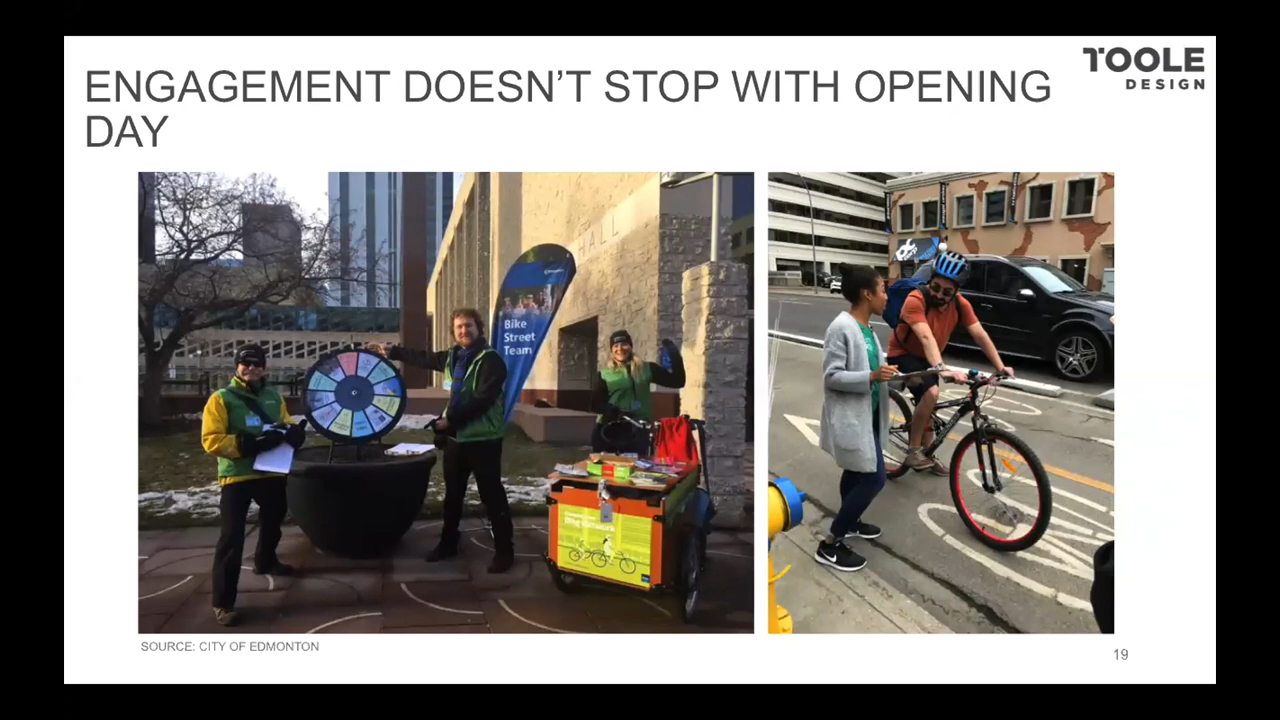 ENGAGEMENT DOESN'T STOP WITH OPENING
DAY
TOOLE
DESIGN
HALL
Bike
Street
Team
SOURCE: CITY OF EDMONTON
19